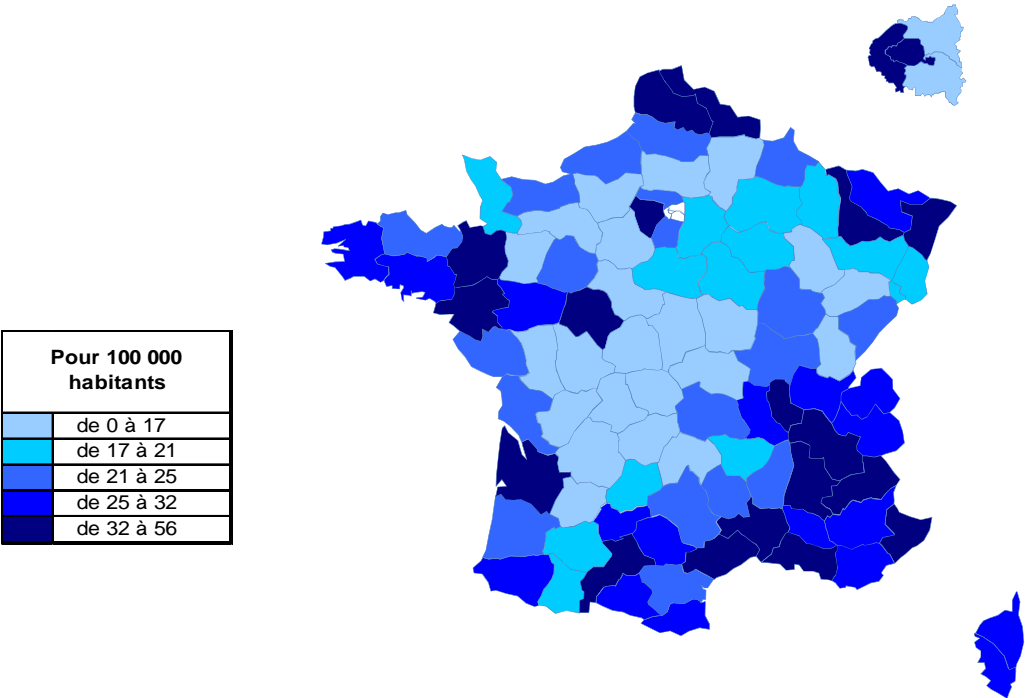 Pour 100 000
habitants
de 0 à 17
de 17 à 21
de 21 à 25
de 25 à 32
de 32 à 56